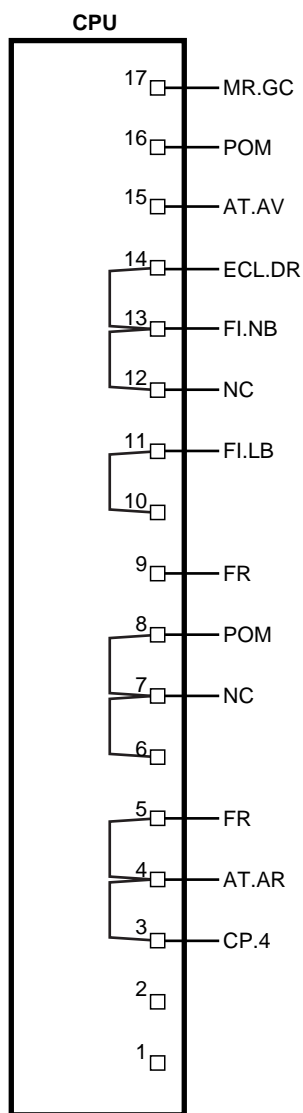 CPU
17 MR.GC
16 POM
15 AT.AV
14 ECL.DR
13 FI.NB
12 NC
11 FI.LB
10
9 FR
8 POM
7 NC
6
5 FR
4 AT.AR
3 CP.4
2
1